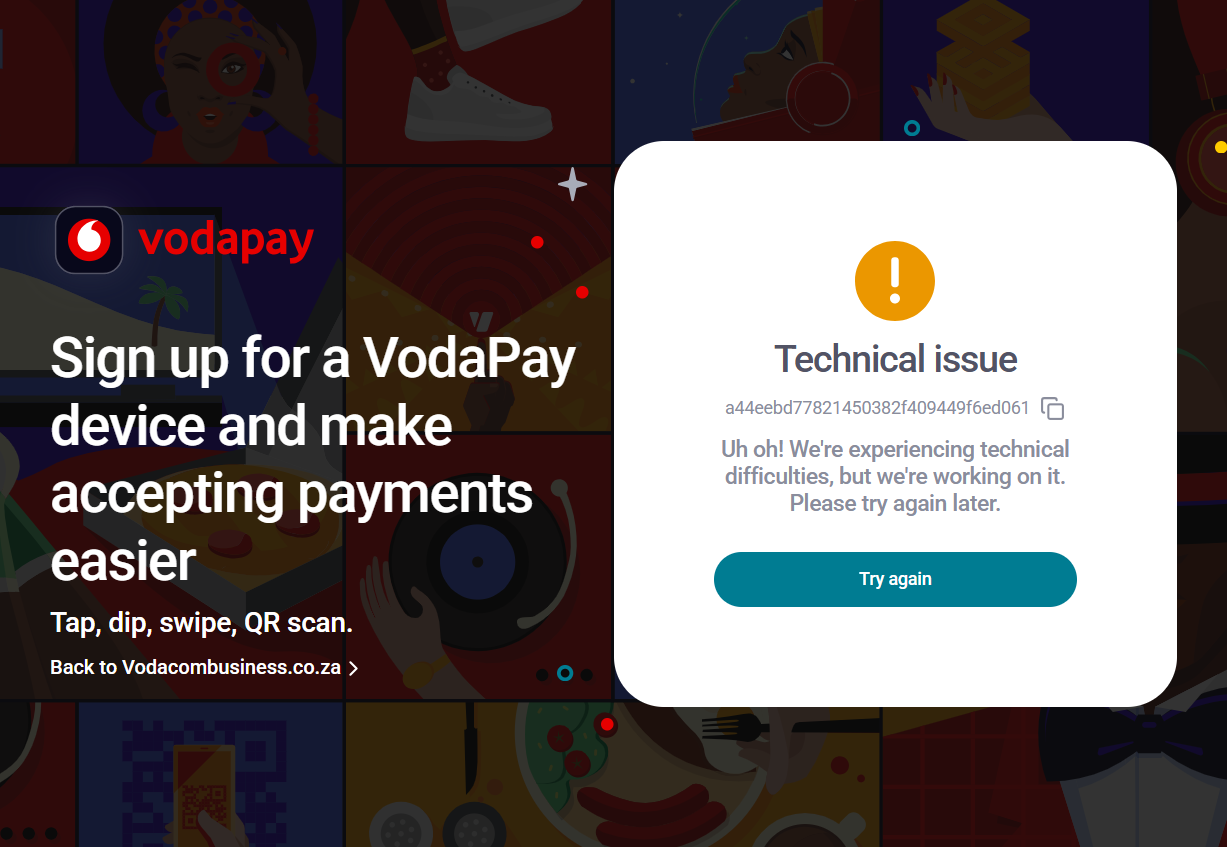 vodapay
Sign up for a VodaPay
device and make
accepting payments
easier
Tap, dip, swipe, QR scan.
Back to Vodacombusiness.co.za
Technical issue
a44eebd77821450382f409449f6ed061
Uh oh! We're experiencing technical
difficulties, but we're working on it.
Please try again later.
Try again